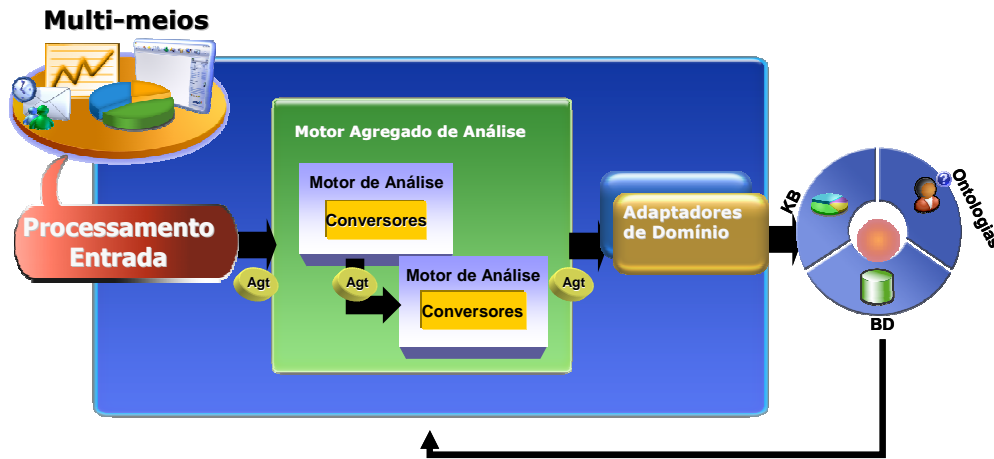 Multi-meios
Processamento
Entrada
Agt
Motor Agregado de Análise
Motor de Análise
Conversores
Agt
Motor de Análise
Conversores
Agt
Adaptadores
de Domínio
KB
Ontologias
?
BD